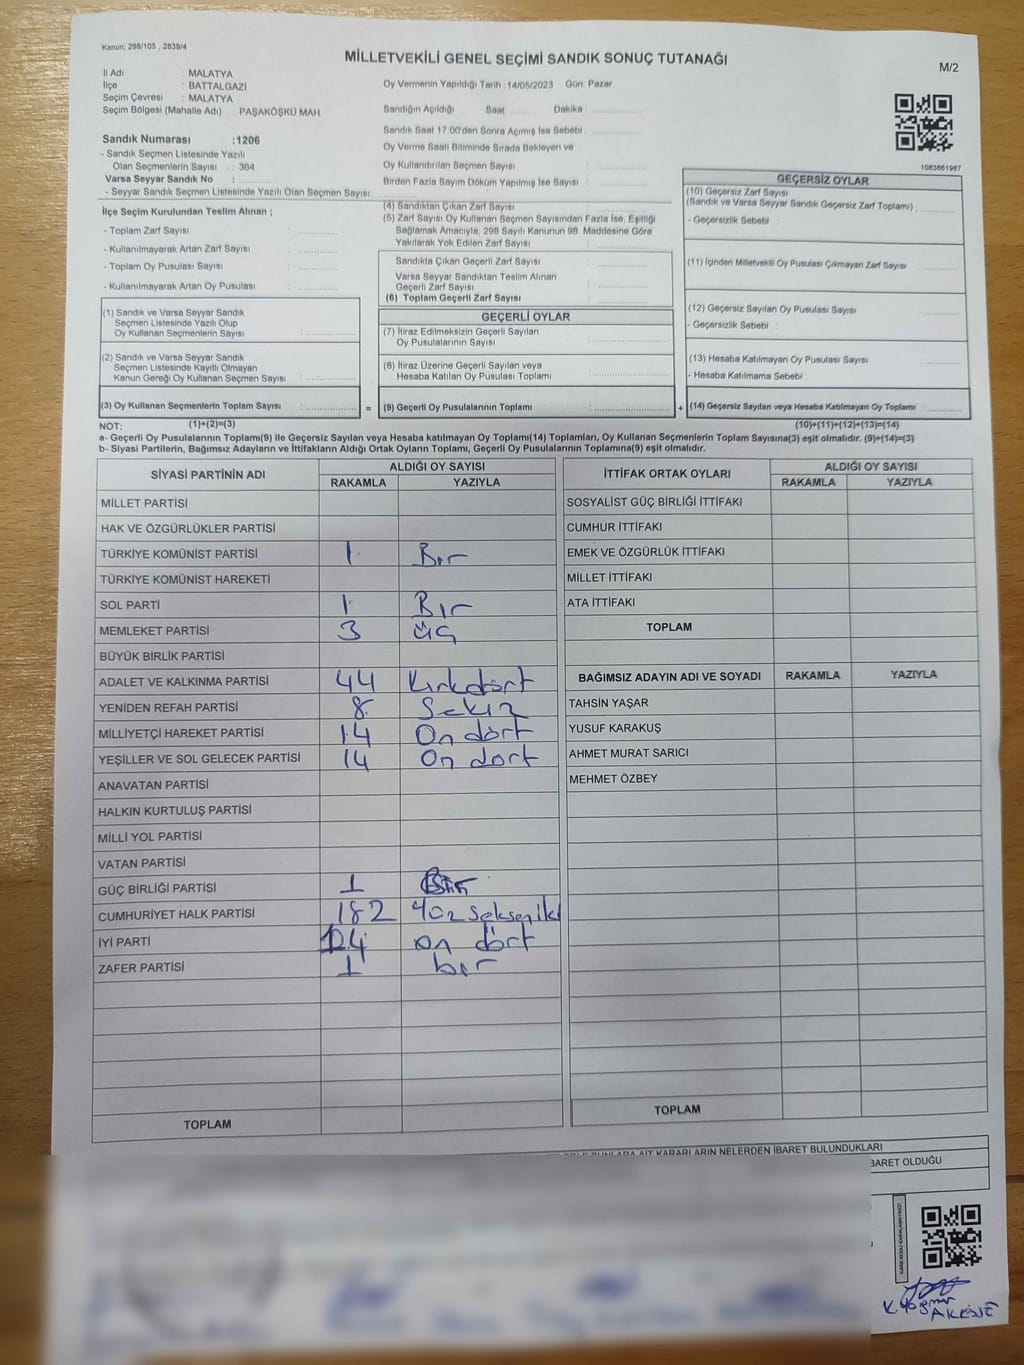 Kanun: 298/105 , 2839/4
MİLLETVEKİLİ GENEL SEÇİMİ SANDIK SONUÇ TUTANAĞI
M/2
İl Adı : MALATYA
İlçe : BATTALGAZİ
Seçim Çevresi : MALATYA
Seçim Bölgesi (Mahalle Adı) : PAŞAKÖŞKÜ MAH
Oy Vermenin Yapıldığı Tarih :14/05/2023 Gün: Pazar
Sandığın Açıldığı Saat: Dakika :
Sandık Saat 17:00'den Sonra Açılmış İse Sebebi :
Oy Verme Saati Bitiminde Sırada Bekleyen ve
Oy Kullandırılan Seçmen Sayısı :
Birden Fazla Sayım Döküm Yapılmış İse Sayısı :
Sandık Numarası :1206
- Sandık Seçmen Listesinde Yazılı
Olan Seçmenlerin Sayısı : 364
Varsa Seyyar Sandık No :
- Seyyar Sandık Seçmen Listesinde Yazılı Olan Seçmen Sayısı:
1083861967
İlçe Seçim Kurulundan Teslim Alınan ;
- Toplam Zarf Sayısı :
- Kullanılmayarak Artan Zarf Sayısı :
- Toplam Oy Pusulası Sayısı :
- Kullanılmayarak Artan Oy Pusulası :
(4) Sandıktan Çıkan Zarf Sayısı :
(5) Zarf Sayısı Oy Kullanan Seçmen Sayısından Fazla İse, Eşitliği
Sağlamak Amacıyla; 298 Sayılı Kanunun 98. Maddesine Göre
Yakılarak Yok Edilen Zarf Sayısı :
Sandıkta Çıkan Geçerli Zarf Sayısı :
Varsa Seyyar Sandıktan Teslim Alınan
Geçerli Zarf Sayısı :
(6) Toplam Geçerli Zarf Sayısı :
GEÇERSİZ OYLAR
(10) Geçersiz Zarf Sayısı
(Sandık ve Varsa Seyyar Sandık Geçersiz Zarf Toplamı) :
- Geçersizlik Sebebi :
(11) İçinden Milletvekili Oy Pusulası Çıkmayan Zarf Sayısı :
(12) Geçersiz Sayılan Oy Pusulası Sayısı :
- Geçersizlik Sebebi :
(13) Hesaba Katılmayan Oy Pusulası Sayısı :
- Hesaba Katılmama Sebebi :
(14) Geçersiz Sayılan veya Hesaba Katılmayan Oy Toplamı :
(10)+(11)+(12)+(13)=(14)
(1) Sandık ve Varsa Seyyar Sandık
Seçmen Listesinde Yazılı Olup
Oy Kullanan Seçmenlerin Sayısı :
(2) Sandık ve Varsa Seyyar Sandık
Seçmen Listesinde Kayıtlı Olmayan
Kanun Gereği Oy Kullanan Seçmen Sayısı :
(3) Oy Kullanan Seçmenlerin Toplam Sayısı : =
GEÇERLİ OYLAR
(7) İtiraz Edilmeksizin Geçerli Sayılan
Oy Pusulalarının Sayısı :
(8) İtiraz Üzerine Geçerli Sayılan veya
Hesaba Katılan Oy Pusulası Toplamı :
(9) Geçerli Oy Pusulalarının Toplamı : +
NOT: (1)+(2)=(3)
a- Geçerli Oy Pusulalarının Toplamı(9) ile Geçersiz Sayılan veya Hesaba katılmayan Oy Toplamı(14) Toplamları, Oy Kullanan Seçmenlerin Toplam Sayısına(3) eşit olmalıdır. (9)+(14)=(3)
b- Siyasi Partilerin, Bağımsız Adayların ve İttifakların Aldığı Oyların Toplamı, Geçerli Oy Pusulalarının Toplamına(9) eşit olmalıdır.
SİYASİ PARTİNİN ADI ALDIĞI OY SAYISI
RAKAMLA YAZIYLA
MİLLET PARTİSİ
HAK VE ÖZGÜRLÜKLER PARTİSİ
TÜRKİYE KOMÜNİST PARTİSİ 1 Bir
TÜRKİYE KOMÜNİST HAREKETİ
SOL PARTİ 1 Bir
MEMLEKET PARTİSİ 3 üç
BÜYÜK BİRLİK PARTİSİ
ADALET VE KALKINMA PARTİSİ 44 Kırkdört
YENİDEN REFAH PARTİSİ 8 Sekiz
MİLLİYETÇİ HAREKET PARTİSİ 14 On dört
YEŞİLLER VE SOL GELECEK PARTİSİ 14 On dort
ANAVATAN PARTİSİ
HALKIN KURTULUŞ PARTİSİ
MİLLİ YOL PARTİSİ
VATAN PARTİSİ
GÜÇ BİRLİĞİ PARTİSİ 1 Bir
CUMHURİYET HALK PARTİSİ 182 yüz seksen iki
İYİ PARTİ 14 on dört
ZAFER PARTİSİ 1 bir
TOPLAM
İTTİFAK ORTAK OYLARI ALDIĞI OY SAYISI
RAKAMLA YAZIYLA
SOSYALİST GÜÇ BİRLİĞİ İTTİFAKI
CUMHUR İTTİFAKI
EMEK VE ÖZGÜRLÜK İTTİFAKI
MİLLET İTTİFAKI
ATA İTTİFAKI
TOPLAM
BAĞIMSIZ ADAYIN ADI VE SOYADI RAKAMLA YAZIYLA
TAHSİN YAŞAR
YUSUF KARAKUŞ
AHMET MURAT SARICI
MEHMET ÖZBEY
TOPLAM
AİT KARARLARIN NELERDEN İBARET BULUNDUKLARI
BARET OLDUĞU